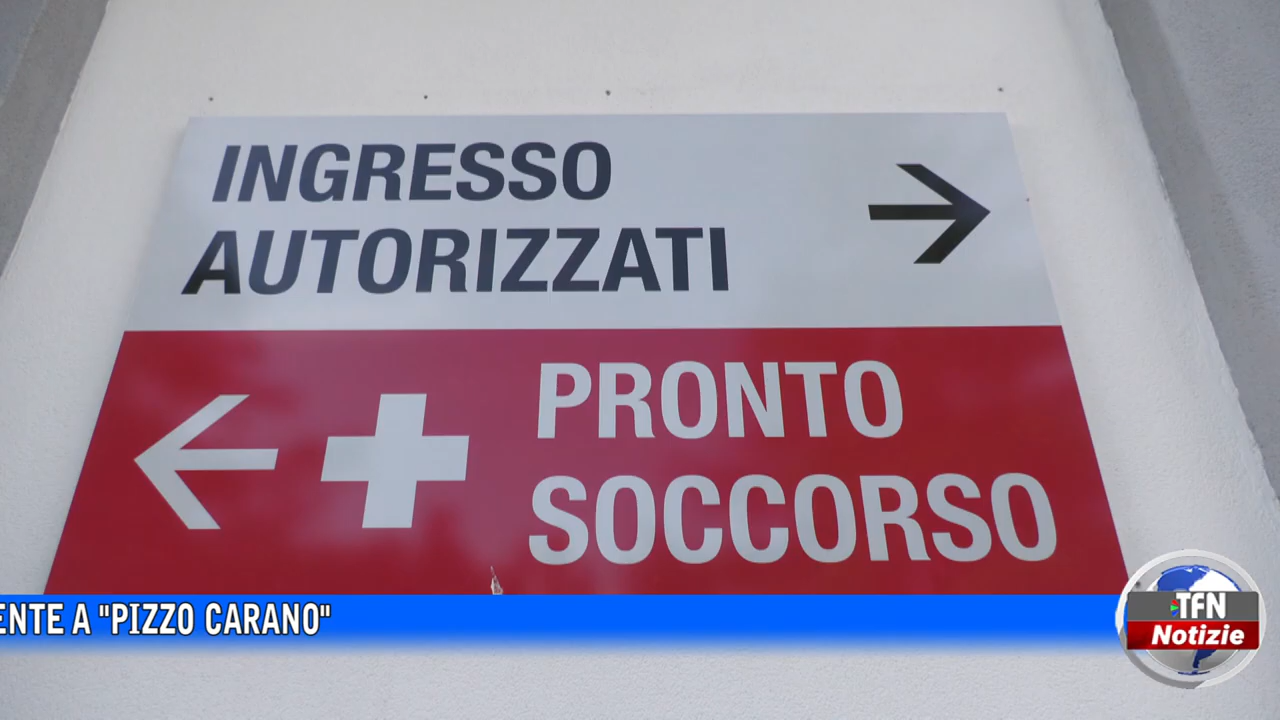 INGRESSO
AUTORIZZATI
PRONTO
SOCCORSO
ENTE A "PIZZO CARANO"
TFN
Notizie